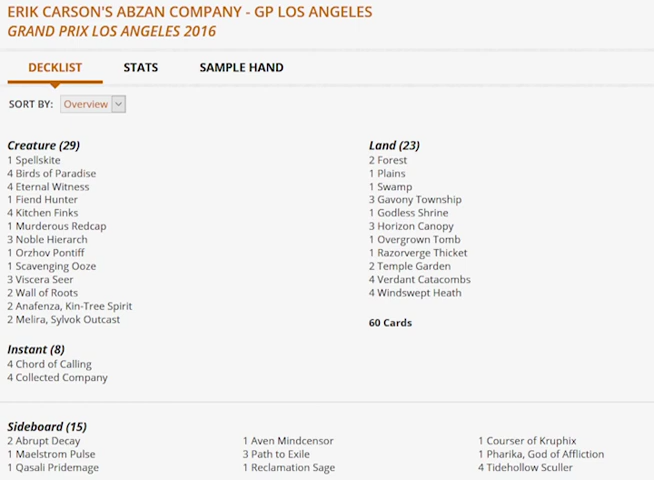 ERIK CARSON'S ABZAN COMPANY - GP LOS ANGELES
GRAND PRIX LOS ANGELES 2016
DECKLIST STATS SAMPLE HAND
SORT BY: Overview
Creature (29)
1 Spellskite
4 Birds of Paradise
4 Eternal Witness
1 Fiend Hunter
4 Kitchen Finks
1 Murderous Redcap
3 Noble Hierarch
1 Orzhov Pontiff
1 Scavenging Ooze
3 Viscera Seer
2 Wall of Roots
2 Anafenza, Kin-Tree Spirit
2 Melira, Sylvok Outcast
Instant (8)
4 Chord of Calling
4 Collected Company
Land (23)
2 Forest
1 Plains
1 Swamp
3 Gavony Township
1 Godless Shrine
3 Horizon Canopy
1 Overgrown Tomb
1 Razorverge Thicket
2 Temple Garden
4 Verdant Catacombs
4 Windswept Heath
60 Cards
Sideboard (15)
2 Abrupt Decay
1 Maelstrom Pulse
1 Qasali Pridemage
1 Aven Mindcensor
3 Path to Exile
1 Reclamation Sage
1 Courser of Kruphix
1 Pharika, God of Affliction
4 Tidehollow Sculler